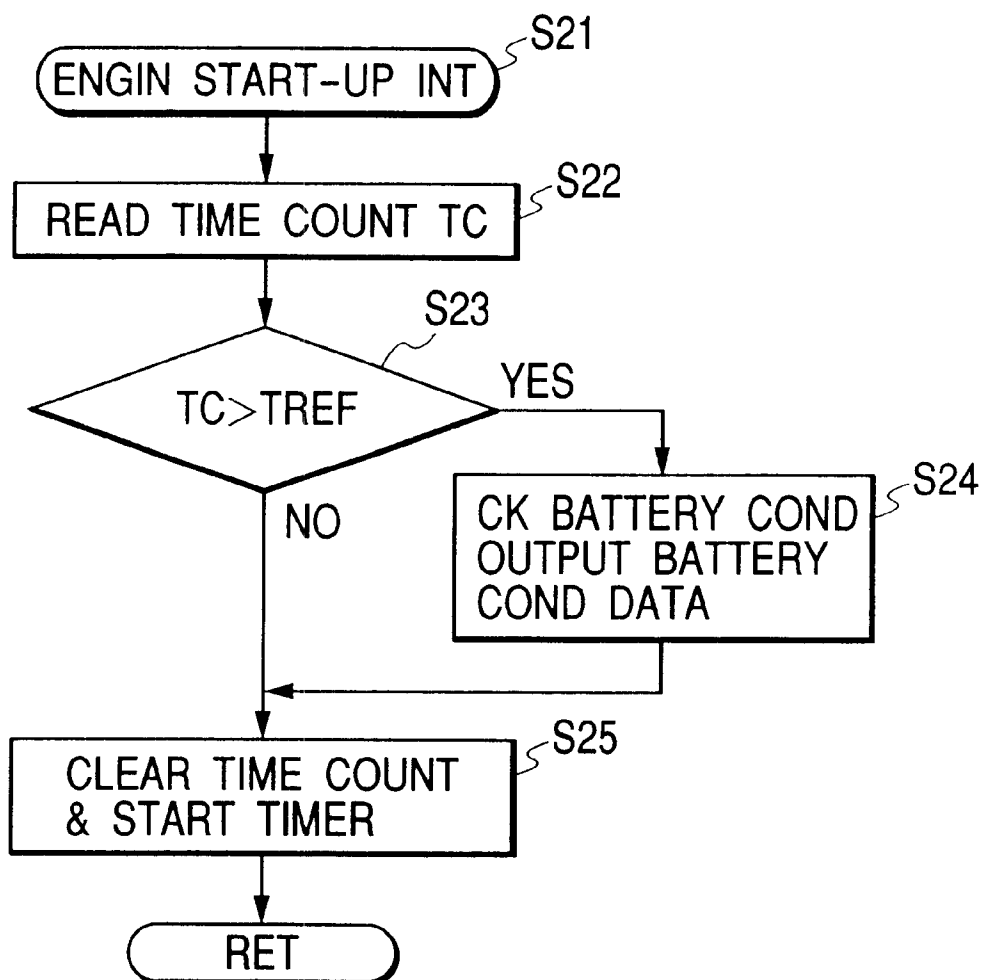 S21
ENGIN START-UP INT
S22
READ TIME COUNT TC
S23
TC>TREF
YES
NO
S24
CK BATTERY COND
OUTPUT BATTERY
COND DATA
S25
CLEAR TIME COUNT
& START TIMER
RET